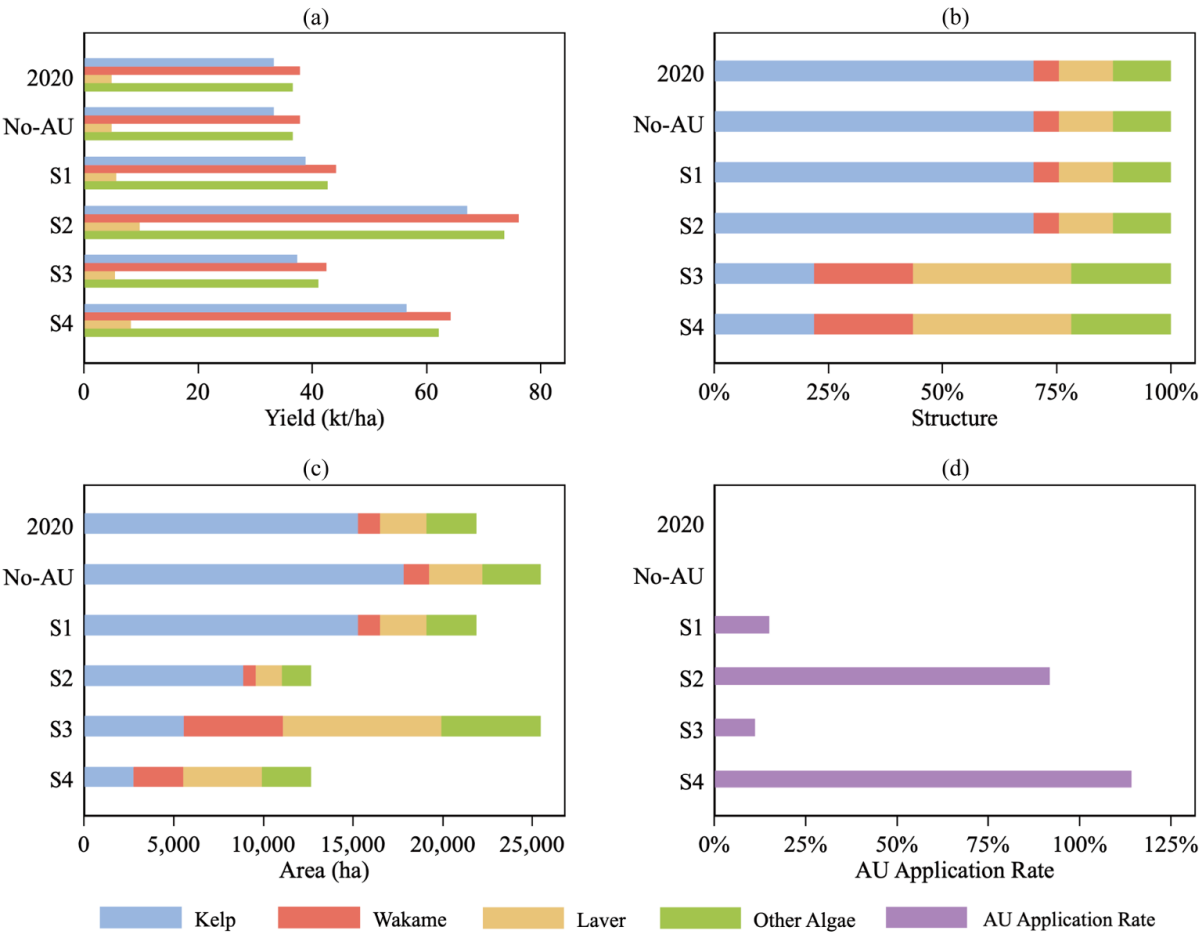 (a)
2020
No-AU
S1
S2
S3
S4
0 20 40 60 80
Yield (kt/ha)
(b)
2020
No-AU
S1
S2
S3
S4
0% 25% 50% 75% 100%
Structure
(c)
2020
No-AU
S1
S2
S3
S4
0 5,000 10,000 15,000 20,000 25,000
Area (ha)
(d)
2020
No-AU
S1
S2
S3
S4
0% 25% 50% 75% 100% 125%
AU Application Rate
Kelp Wakame Laver Other Algae AU Application Rate